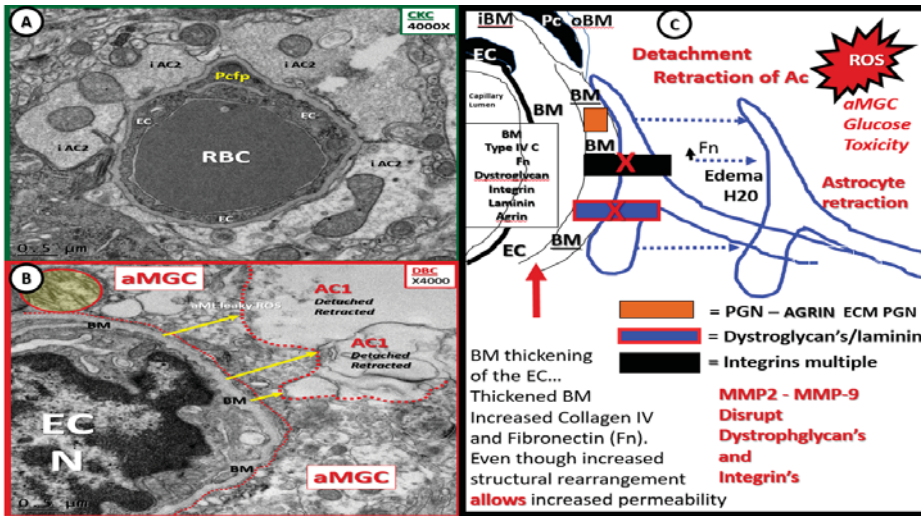 A
CKC
4000X
i AC2
i AC2
Pcfp
EC
EC
i AC2
RBC
i AC2
EC
0.5 µm
B
aMGC
DBC
X4000
AC1
Detached
Retracted
BM
aMt leaky ROS
AC1
Detached
Retracted
BM
EC
N
BM
aMGC
0.5 µm
C
iBM
Pc
oBM
EC
Detachment
Retraction of Ac
ROS
Capillary
Lumen
BM
BM
aMGC
Glucose
Toxicity
BM
Type IV C
Fn
Dystroglycan
Integrin
Laminin
Agrin
BM
X
Fn
Edema
H20
Astrocyte
retraction
BM
X
EC
BM
= PGN – AGRIN ECM PGN
= Dystroglycan's/laminin
= Integrins multiple
BM thickening
of the EC...
Thickened BM
Increased Collagen IV
and Fibronectin (Fn).
Even though increased
structural rearrangement
allows increased permeability
MMP2 - MMP-9
Disrupt
Dystrophglycan's
and
Integrin's